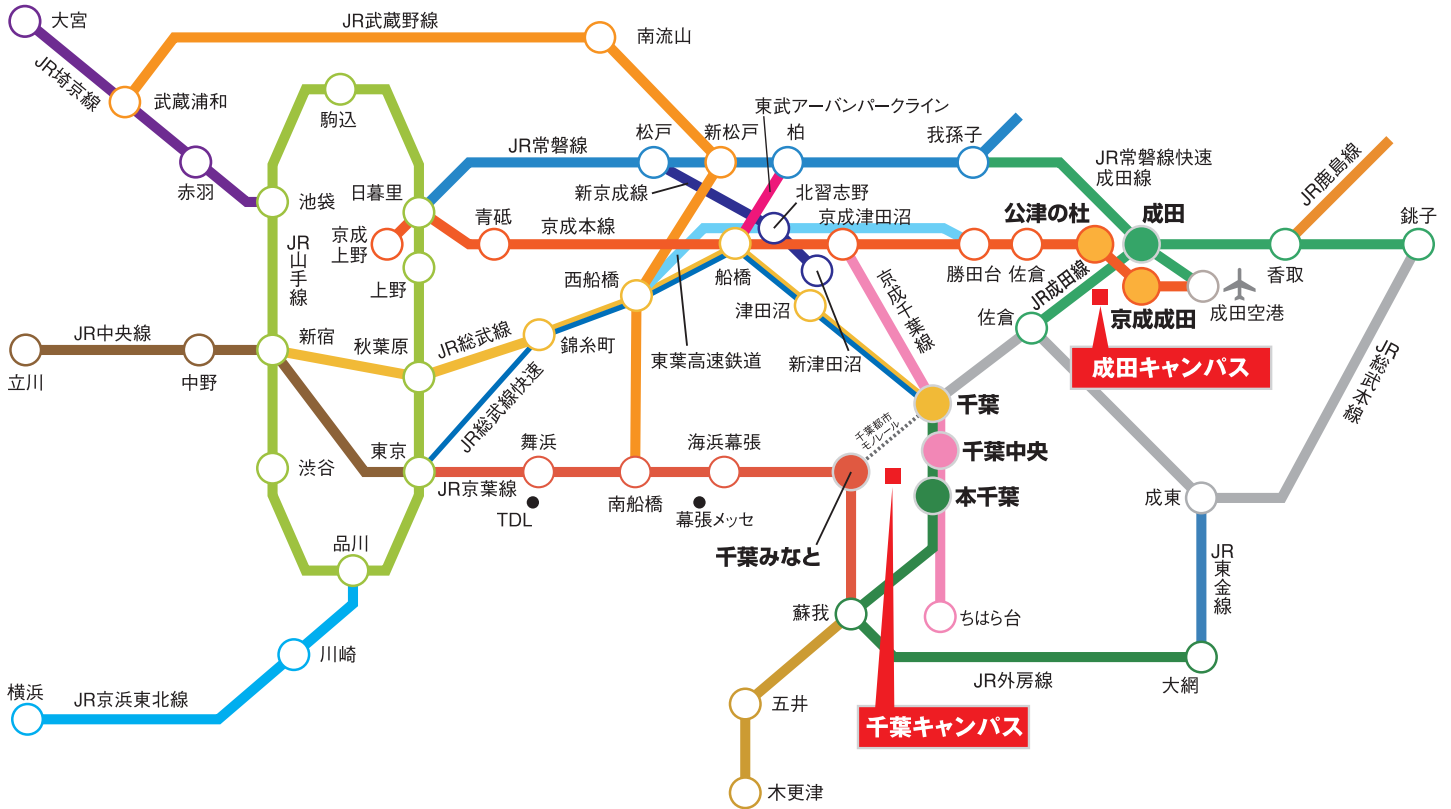 大宮
JR武蔵野線
南流山
JR埼京線
武蔵浦和
駒込
東武アーバンパークライン
松戸
新松戸
柏
我孫子
JR常磐線
JR常磐線快速
成田線
JR鹿島線
赤羽
池袋
日暮里
新京成線
北習志野
青砥
京成本線
京成津田沼
公津の杜
成田
銚子
京成
上野
JR
山
手
線
上野
西船橋
船橋
京成千葉線
勝田台
佐倉
JR成田線
香取
成田空港
津田沼
佐倉
京成成田
JR中央線
新宿
秋葉原
JR総武線
錦糸町
東葉高速鉄道
新津田沼
成田キャンパス
JR総武本線
立川
中野
JR総武線快速
千葉
千葉都市
モノレール
東京
舞浜
海浜幕張
千葉中央
渋谷
JR京葉線
TDL
南船橋
幕張メッセ
本千葉
成東
品川
千葉みなと
JR
東
金
線
蘇我
ちはら台
川崎
JR外房線
大網
横浜
JR京浜東北線
五井
千葉キャンパス
木更津